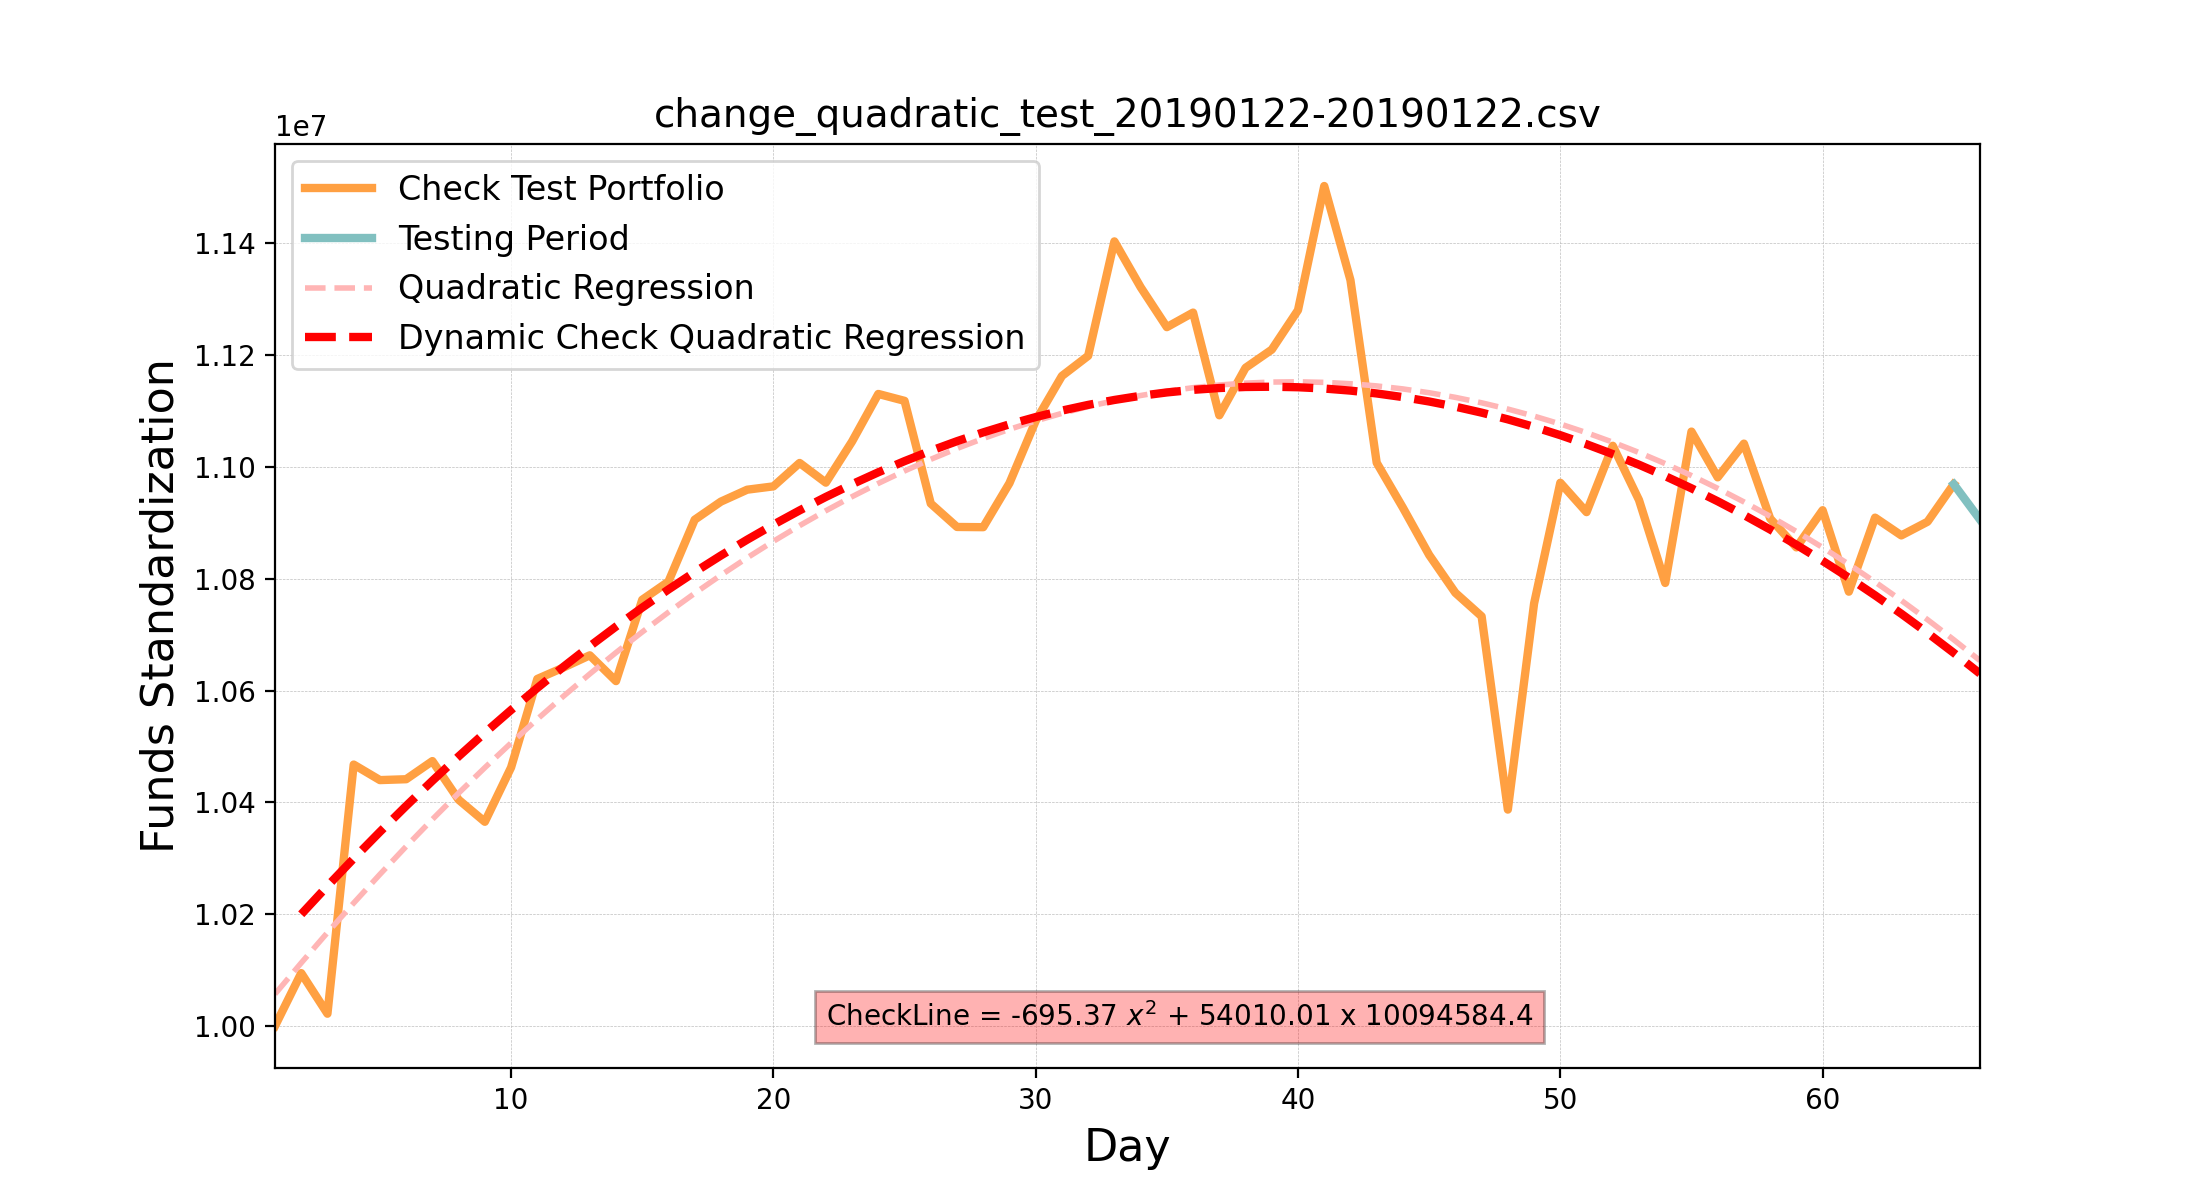 change_quadratic_test_20190122-20190122.csv
1e7
Check Test Portfolio
Testing Period
Quadratic Regression
Dynamic Check Quadratic Regression
1.14
1.12
1.10
1.08
1.06
1.04
1.02
1.00
Funds Standardization
CheckLine = -695.37 x² + 54010.01 x 10094584.4
10 20 30 40 50 60
Day